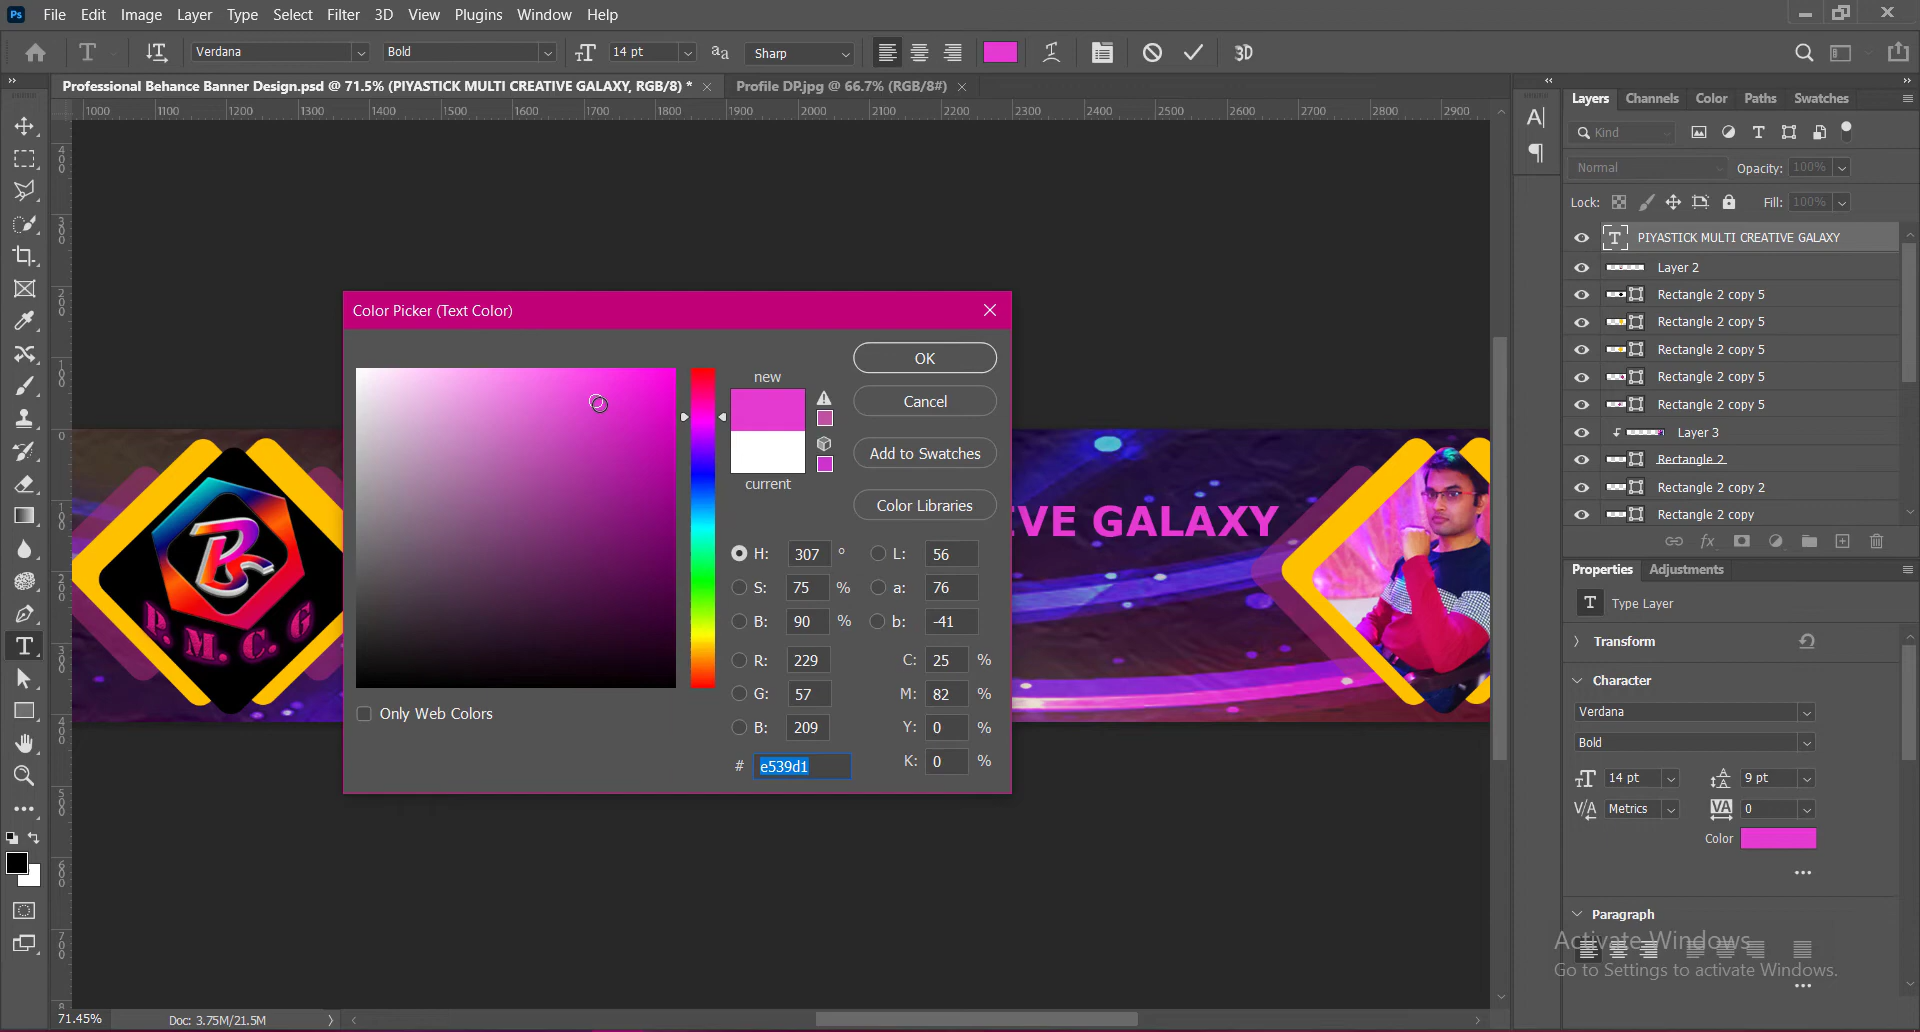 Ps File Edit Image Layer Type Select Filter 3D View Plugins Window Help
T Verdana Bold 14 pt aa Sharp 3D
Professional Behance Banner Design.psd @ 71.5% (PIYASTICK MULTI CREATIVE GALAXY, RGB/8) * Profile DP.jpg @ 66.7% (RGB/8#)
1000 1100 1200 1300 1400 1500 1600 1700 1800 1900 2000 2100 2200 2300 2400 2500 2600 2700 2800 2900
Layers Channels Color Paths Swatches
Kind
Normal Opacity: 100%
Lock: Fill: 100%
PIYASTICK MULTI CREATIVE GALAXY
Layer 2
Rectangle 2 copy 5
Rectangle 2 copy 5
Rectangle 2 copy 5
Rectangle 2 copy 5
Rectangle 2 copy 5
Layer 3
Rectangle 2
Rectangle 2 copy 2
Rectangle 2 copy
fx
Color Picker (Text Color)
new
current
OK
Cancel
Add to Swatches
Color Libraries
H: 307 ° L: 56
S: 75 % a: 76
B: 90 % b: -41
R: 229 C: 25 %
G: 57 M: 82 %
B: 209 Y: 0 %
# e539d1 K: 0 %
Only Web Colors
IVE GALAXY
P.M.C.G
Properties Adjustments
T Type Layer
Transform
Character
Verdana
Bold
14 pt 9 pt
Metrics 0
Color
Paragraph
Activate Windows
Go to Settings to activate Windows.
71.45% Doc: 3.75M/21.5M